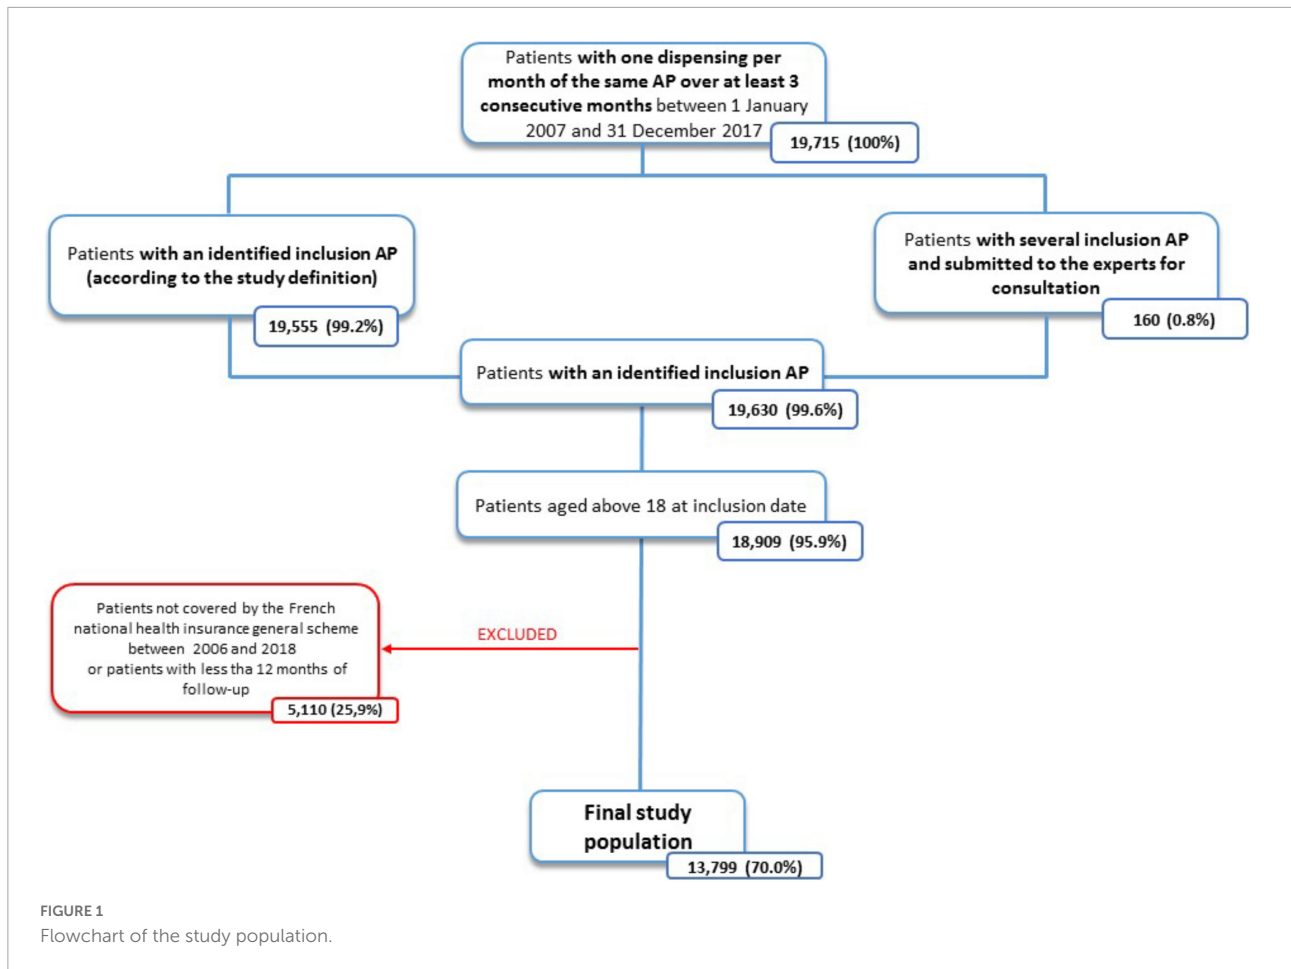 Patients with one dispensing per
month of the same AP over at least 3
consecutive months between 1 January
2007 and 31 December 2017
19,715 (100%)
Patients with an identified inclusion AP
(according to the study definition)
19,555 (99.2%)
Patients with several inclusion AP
and submitted to the experts for
consultation
160 (0.8%)
Patients with an identified inclusion AP
19,630 (99.6%)
Patients aged above 18 at inclusion date
18,909 (95.9%)
Patients not covered by the French
national health insurance general scheme
between 2006 and 2018
or patients with less tha 12 months of
follow-up
5,110 (25,9%)
EXCLUDED
Final study
population
13,799 (70.0%)
FIGURE 1
Flowchart of the study population.